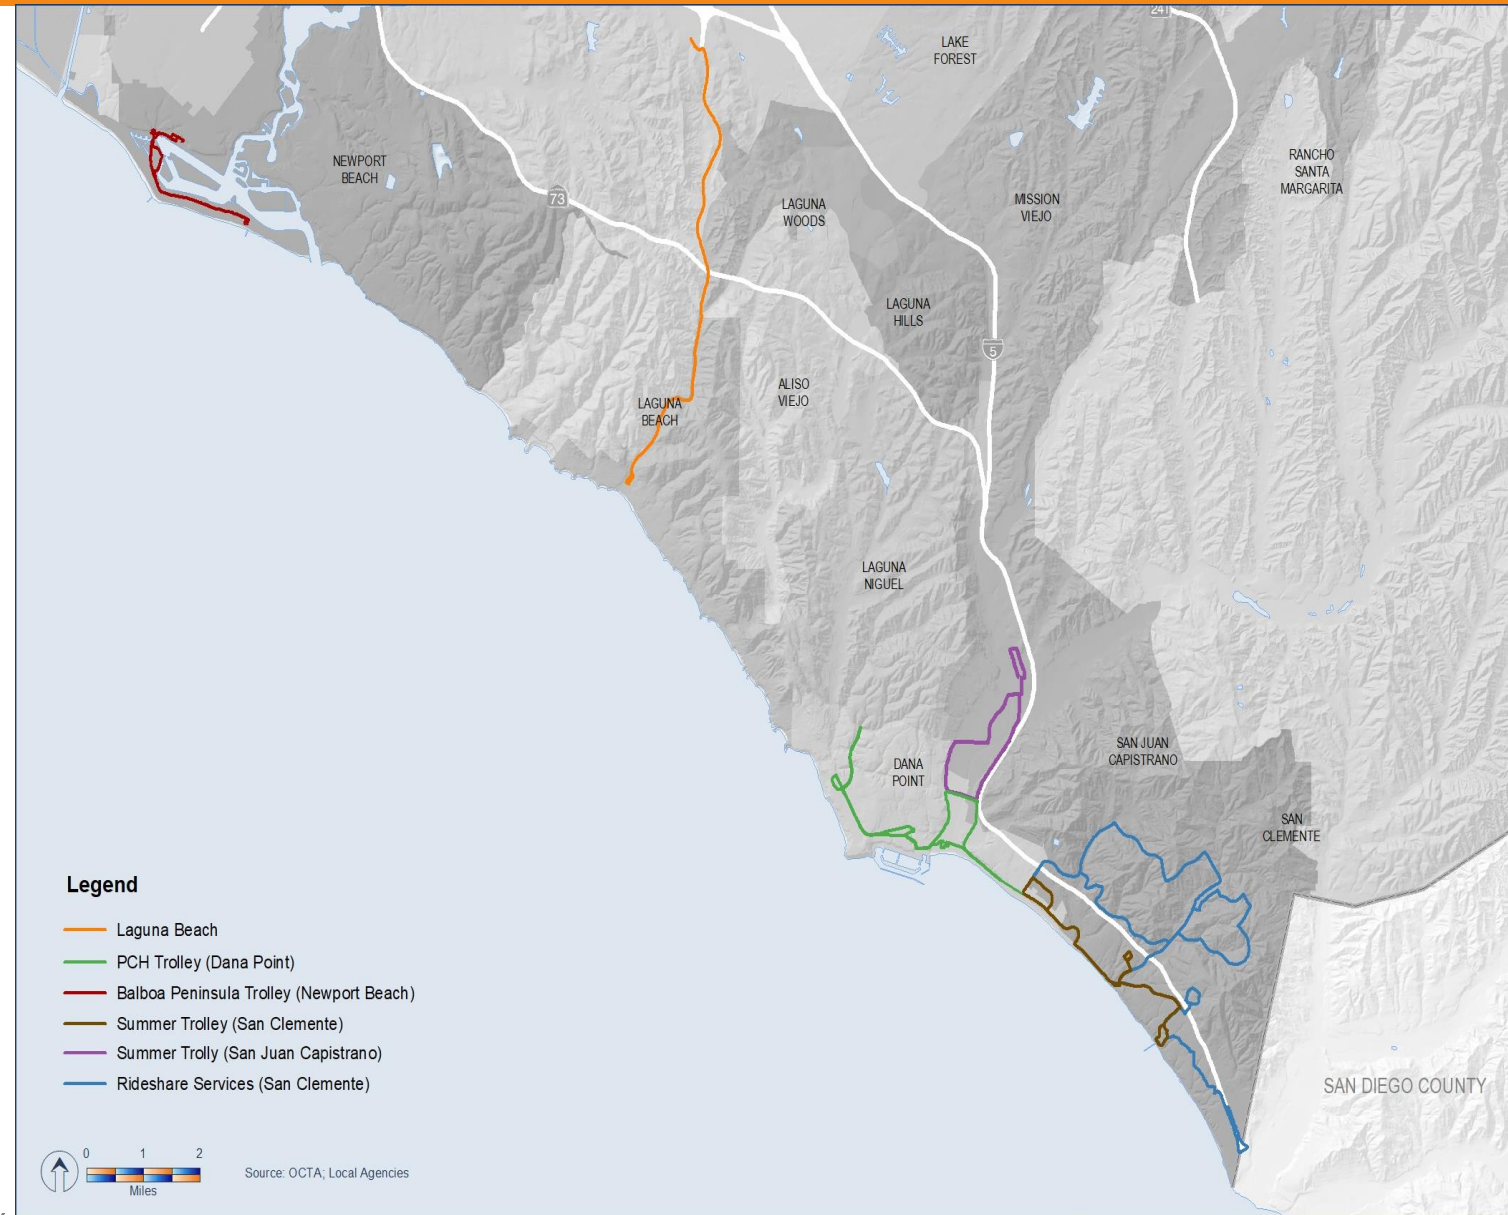 241
LAKE
FOREST
NEWPORT
BEACH
73
LAGUNA
WOODS
MISSION
VIEJO
RANCHO
SANTA
MARGARITA
LAGUNA
HILLS
5
ALISO
VIEJO
LAGUNA
BEACH
LAGUNA
NIGUEL
DANA
POINT
SAN JUAN
CAPISTRANO
SAN
CLEMENTE
SAN DIEGO COUNTY
Legend
Laguna Beach
PCH Trolley (Dana Point)
Balboa Peninsula Trolley (Newport Beach)
Summer Trolley (San Clemente)
Summer Trolly (San Juan Capistrano)
Rideshare Services (San Clemente)
0 1 2
Miles
Source: OCTA; Local Agencies